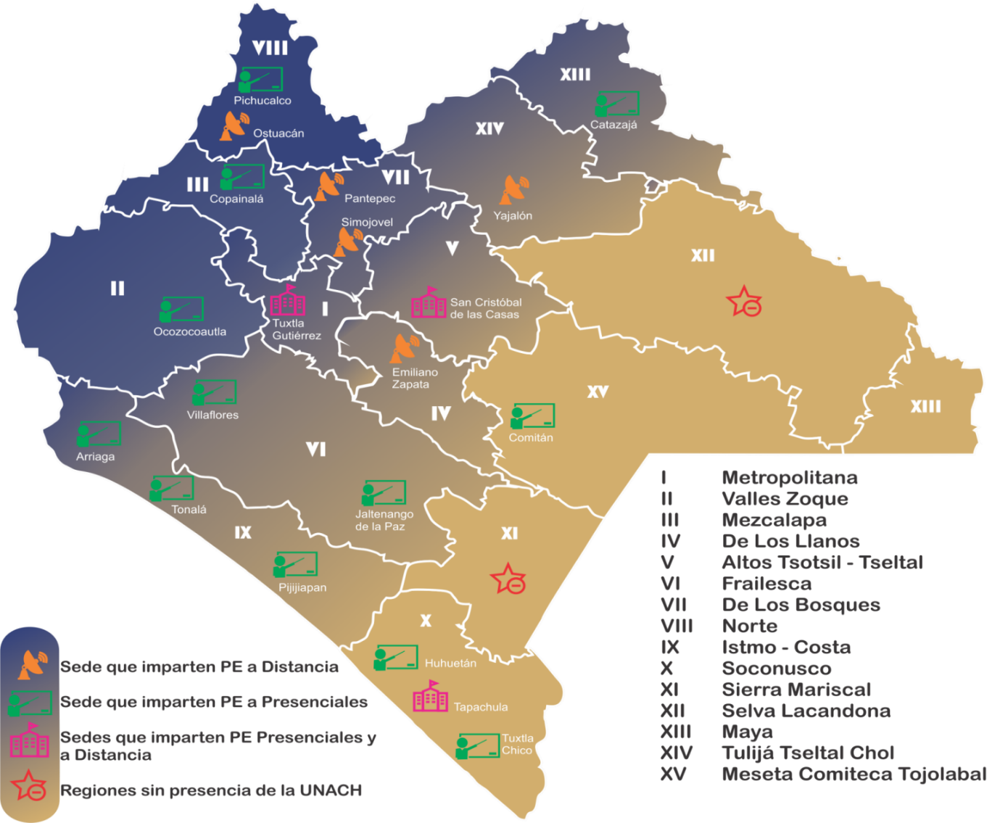 VIII
Pichucalco
Ostuacán
XIII
Catazajá
XIV
Yajalón
III
Copainalá
VII
Pantepec
Simojovel
V
San Cristóbal
de las Casas
XII
II
Ocozocoautla
I
Tuxtla
Gutiérrez
Emiliano
Zapata
IV
XV
Comitán
XIII
Villaflores
Arriaga
VI
Tonalá
Jaltenango
de la Paz
IX
Pijijiapan
XI
X
Huhuetán
Tapachula
Tuxtla
Chico
I Metropolitana
II Valles Zoque
III Mezcalapa
IV De Los Llanos
V Altos Tsotsil - Tseltal
VI Frailesca
VII De Los Bosques
VIII Norte
IX Istmo - Costa
X Soconusco
XI Sierra Mariscal
XII Selva Lacandona
XIII Maya
XIV Tulijá Tseltal Chol
XV Meseta Comiteca Tojolabal
Sede que imparten PE a Distancia
Sede que imparten PE a Presenciales
Sedes que imparten PE Presenciales y
a Distancia
Regiones sin presencia de la UNACH